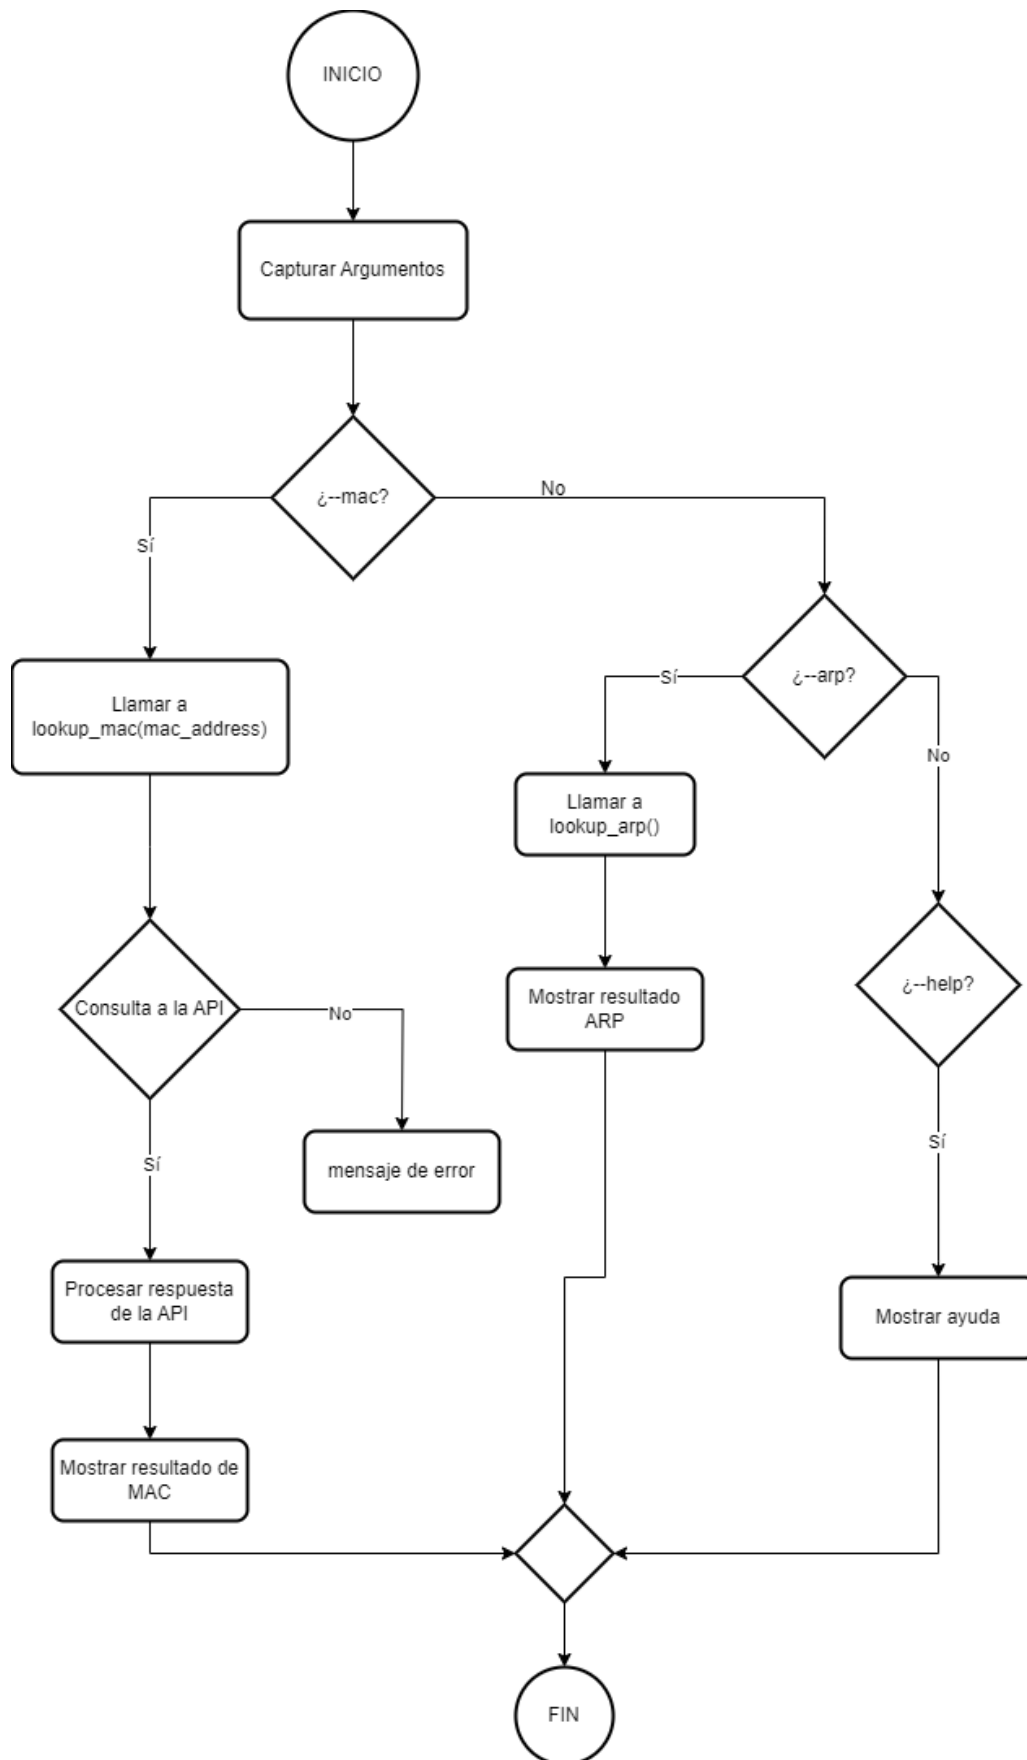 INICIO
Capturar Argumentos
¿--mac?
No
Sí
¿--arp?
Sí
No
Llamar a
lookup_mac(mac_address)
Llamar a
lookup_arp()
¿--help?
Consulta a la API
No
Mostrar resultado
ARP
Sí
mensaje de error
Sí
Procesar respuesta
de la API
Mostrar ayuda
Mostrar resultado de
MAC
FIN